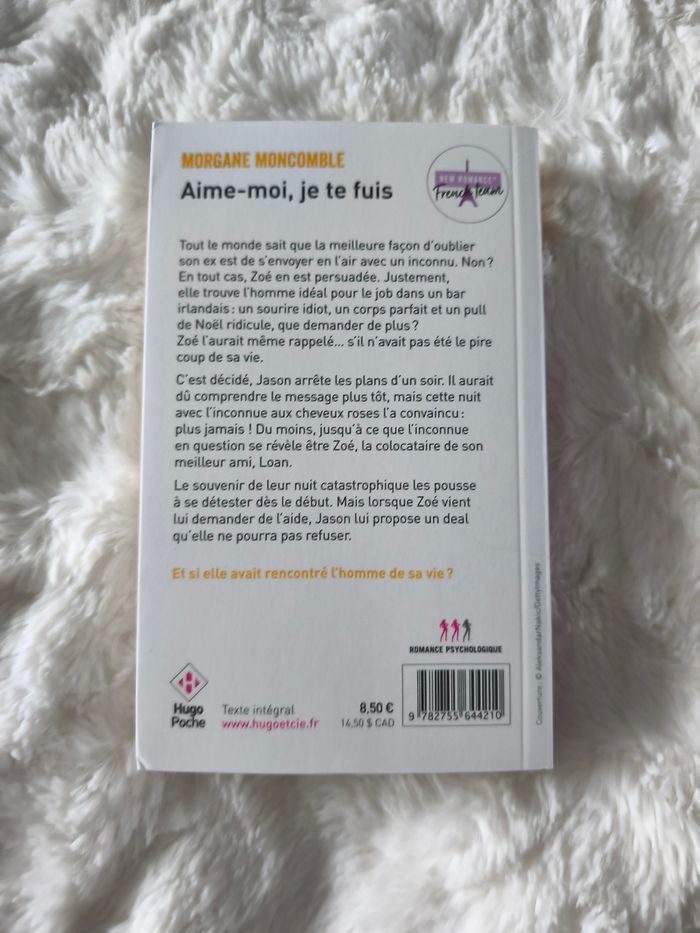 MORGANE MONCOMBLE
Aime-moi, je te fuis
NEW ROMANCE®
French Team
Tout le monde sait que la meilleure façon d'oublier
son ex est de s'envoyer en l'air avec un inconnu. Non ?
En tout cas, Zoé en est persuadée. Justement,
elle trouve l'homme idéal pour le job dans un bar
irlandais : un sourire idiot, un corps parfait et un pull
de Noël ridicule, que demander de plus ?
Zoé l'aurait même rappelé... s'il n'avait pas été le pire
coup de sa vie.
C'est décidé, Jason arrête les plans d'un soir. Il aurait
dû comprendre le message plus tôt, mais cette nuit
avec l'inconnue aux cheveux roses l'a convaincu :
plus jamais ! Du moins, jusqu'à ce que l'inconnue
en question se révèle être Zoé, la colocataire de son
meilleur ami, Loan.
Le souvenir de leur nuit catastrophique les pousse
à se détester dès le début. Mais lorsque Zoé vient
lui demander de l'aide, Jason lui propose un deal
qu'elle ne pourra pas refuser.
Et si elle avait rencontré l'homme de sa vie ?
ROMANCE PSYCHOLOGIQUE
Hugo
Poche
Texte intégral
www.hugoetcie.fr
8,50 €
14,50 $ CAD
9 782755 644210
Couverture : © AleksandarNakic/GettyImages